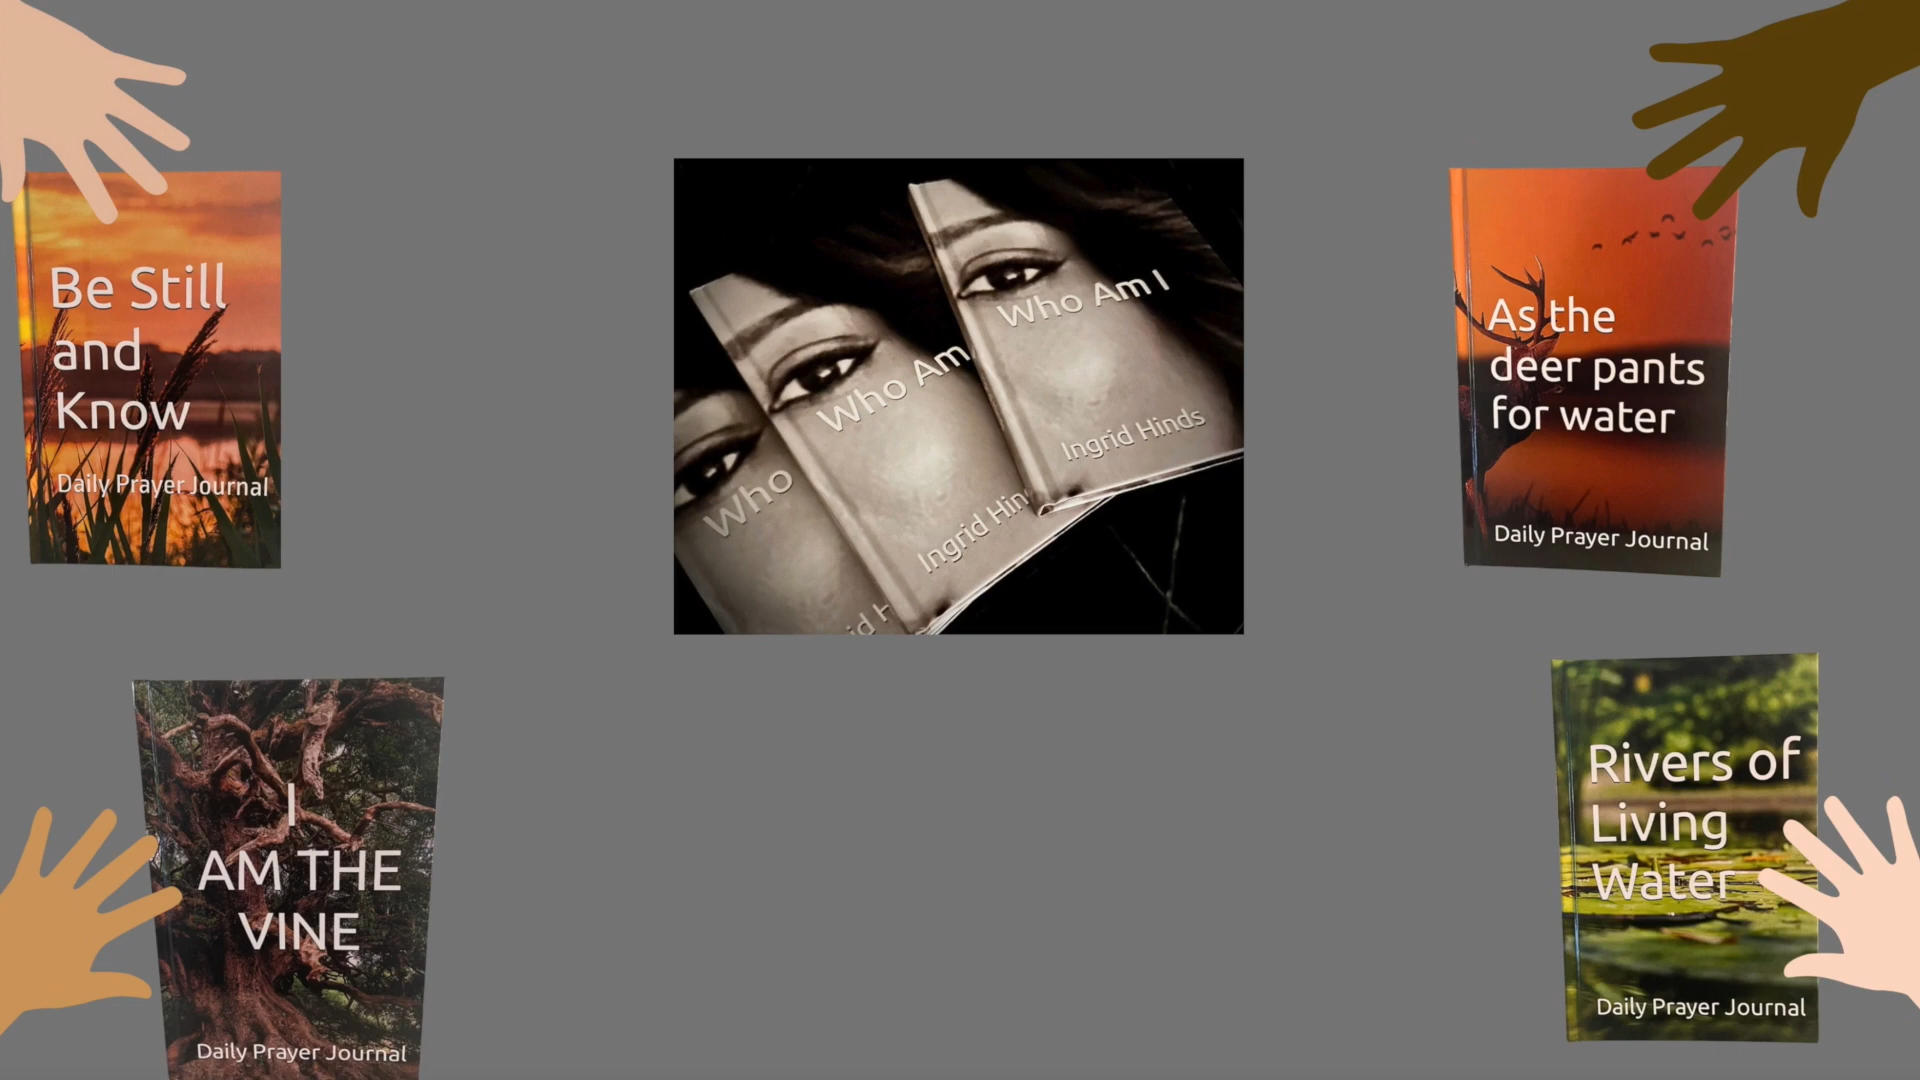 Be Still
and
Know
Daily Prayer Journal
Who Am I
Ingrid Hinds
Who Am
Ingrid Hin
Who
id H
As the
deer pants
for water
Daily Prayer Journal
I
AM THE
VINE
Daily Prayer Journal
Rivers of
Living
Water
Daily Prayer Journal